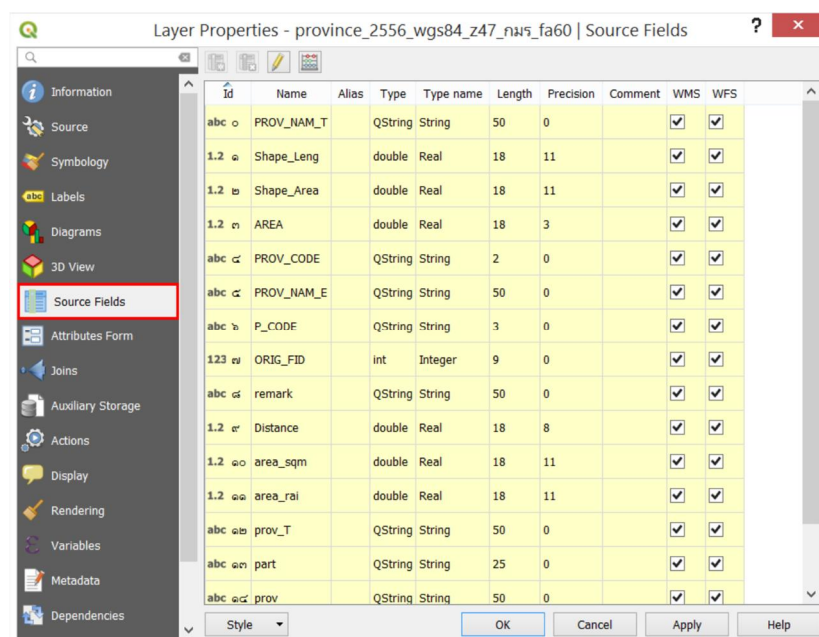 Layer Properties - province_2556_wgs84_z47_กมร_fa60 | Source Fields
Information
Source
Symbology
abc Labels
Diagrams
3D View
Source Fields
Attributes Form
Joins
Auxiliary Storage
Actions
Display
Rendering
Variables
Metadata
Dependencies
Id Name Alias Type Type name Length Precision Comment WMS WFS
abc ๐ PROV_NAM_T QString String 50 0
1.2 ๑ Shape_Leng double Real 18 11
1.2 ๒ Shape_Area double Real 18 11
1.2 ๓ AREA double Real 18 3
abc ๔ PROV_CODE QString String 2 0
abc ๕ PROV_NAM_E QString String 50 0
abc ๖ P_CODE QString String 3 0
123 ๗ ORIG_FID int Integer 9 0
abc ๘ remark QString String 50 0
1.2 ๙ Distance double Real 18 8
1.2 ๑๐ area_sqm double Real 18 11
1.2 ๑๑ area_rai double Real 18 11
abc ๑๒ prov_T QString String 50 0
abc ๑๓ part QString String 25 0
abc ๑๔ prov QString String 50 0
Style OK Cancel Apply Help